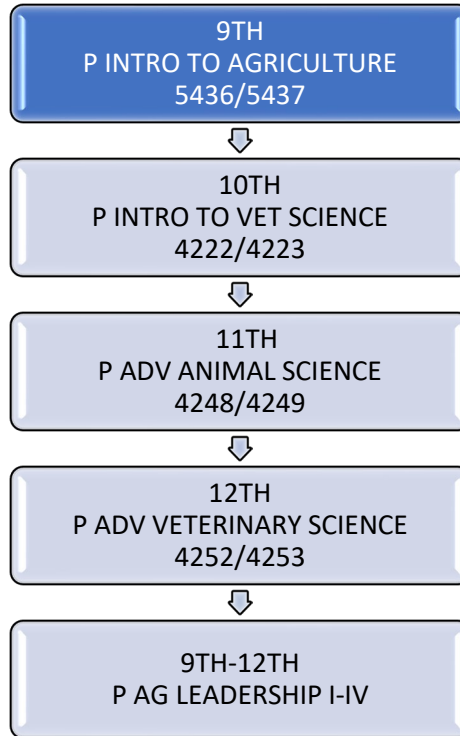 9TH
P INTRO TO AGRICULTURE
5436/5437
10TH
P INTRO TO VET SCIENCE
4222/4223
11TH
P ADV ANIMAL SCIENCE
4248/4249
12TH
P ADV VETERINARY SCIENCE
4252/4253
9TH-12TH
P AG LEADERSHIP I-IV